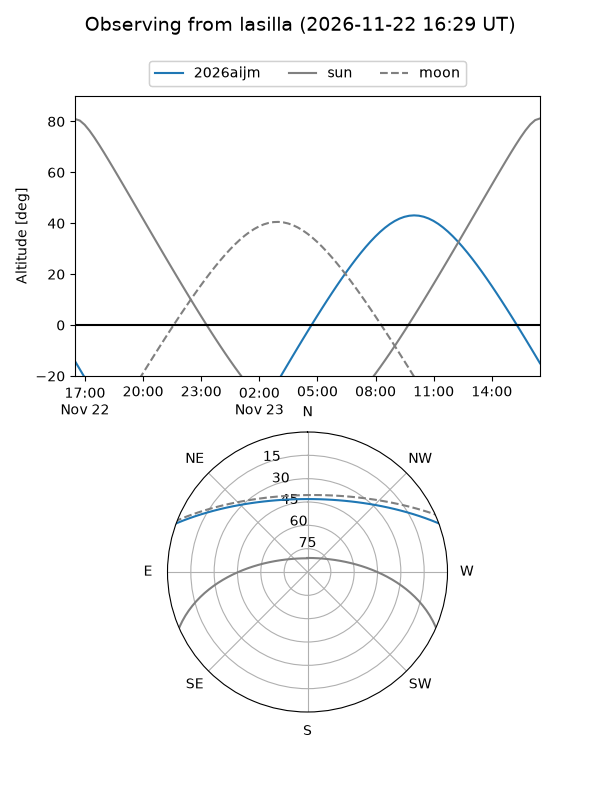 Observing from lasilla (2026-11-22 16:29 UT)
2026aijm sun moon
80
60
40
20
0
−20
Altitude [deg]
17:00 20:00 23:00 02:00 05:00 08:00 11:00 14:00
Nov 22 Nov 23
N
NE NW
15
30
45
60
75
E W
SE SW
S